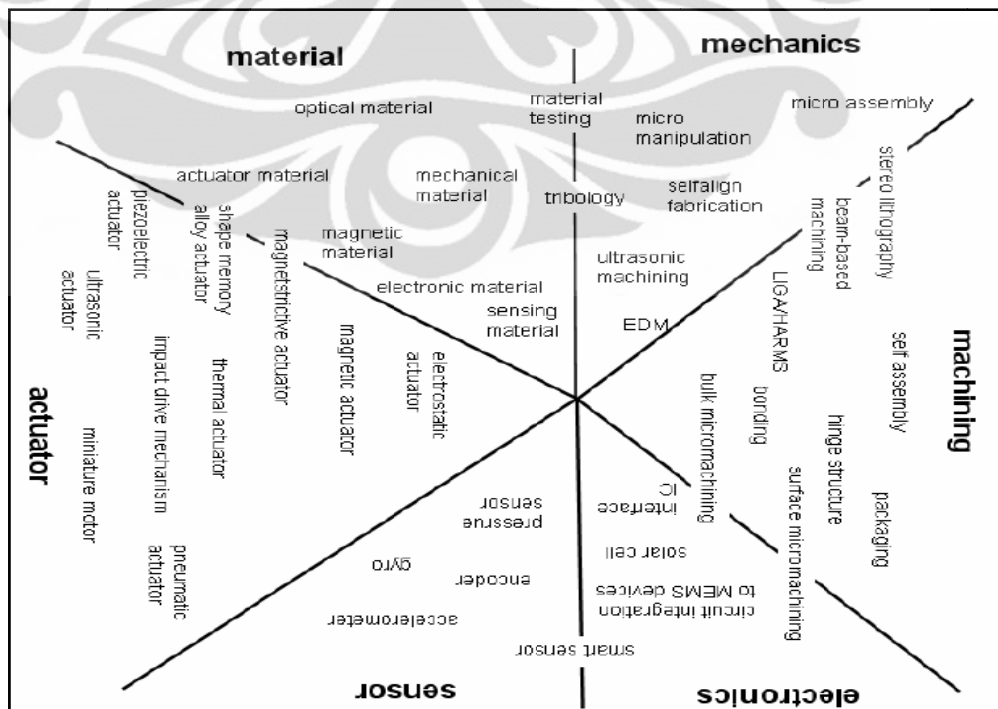 material
optical material
actuator material
mechanical
material
magnetic
material
electronic material
sensing
material
material
testing
tribology
mechanics
micro assembly
micro
manipulation
selfalign
fabrication
ultrasonic
machining
EDM
machining
stereo lithography
beam-based
machining
LIGA/HARMS
self assembly
bonding
bulk micromachining
hinge structure
surface micromachining
packaging
electronics
interface
IC
solar cell
circuit integration
to MEMS devices
smart sensor
sensor
pressrue
sensor
gyro
encoder
accelerometer
actuator
piezoelectric
actuator
shape memory
alloy actuator
magnetstrictive actuator
ultrasonic
actuator
impact drive mechanism
thermal actuator
magnetic actuator
electrostatic
actuator
miniature motor
pneumatic
actuator